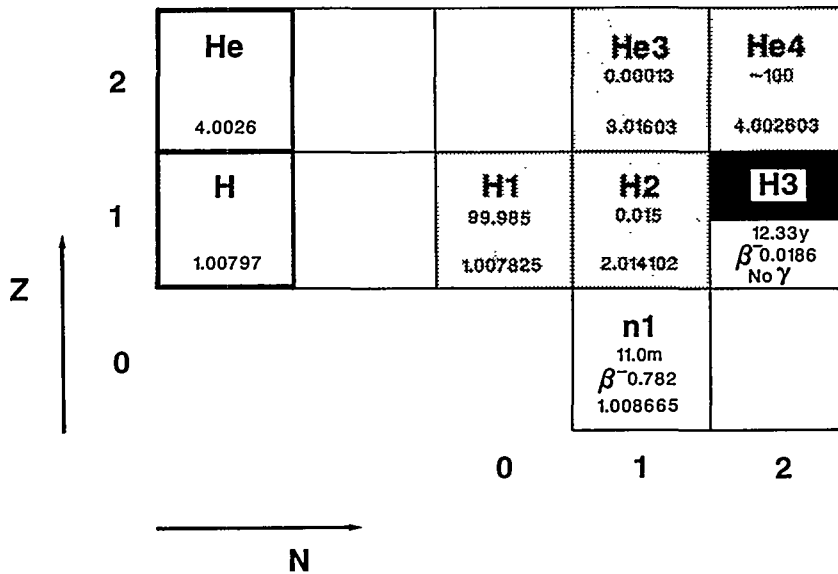 He
He3
He4
2
0.00013
~100
4.0026
3.01603
4.002603
H
H1
H2
H3
1
99.985
0.015
12.33y
β⁻0.0186
No γ
1.00797
1.007825
2.014102
Z
n1
0
11.0m
β⁻0.782
1.008665
0
1
2
N